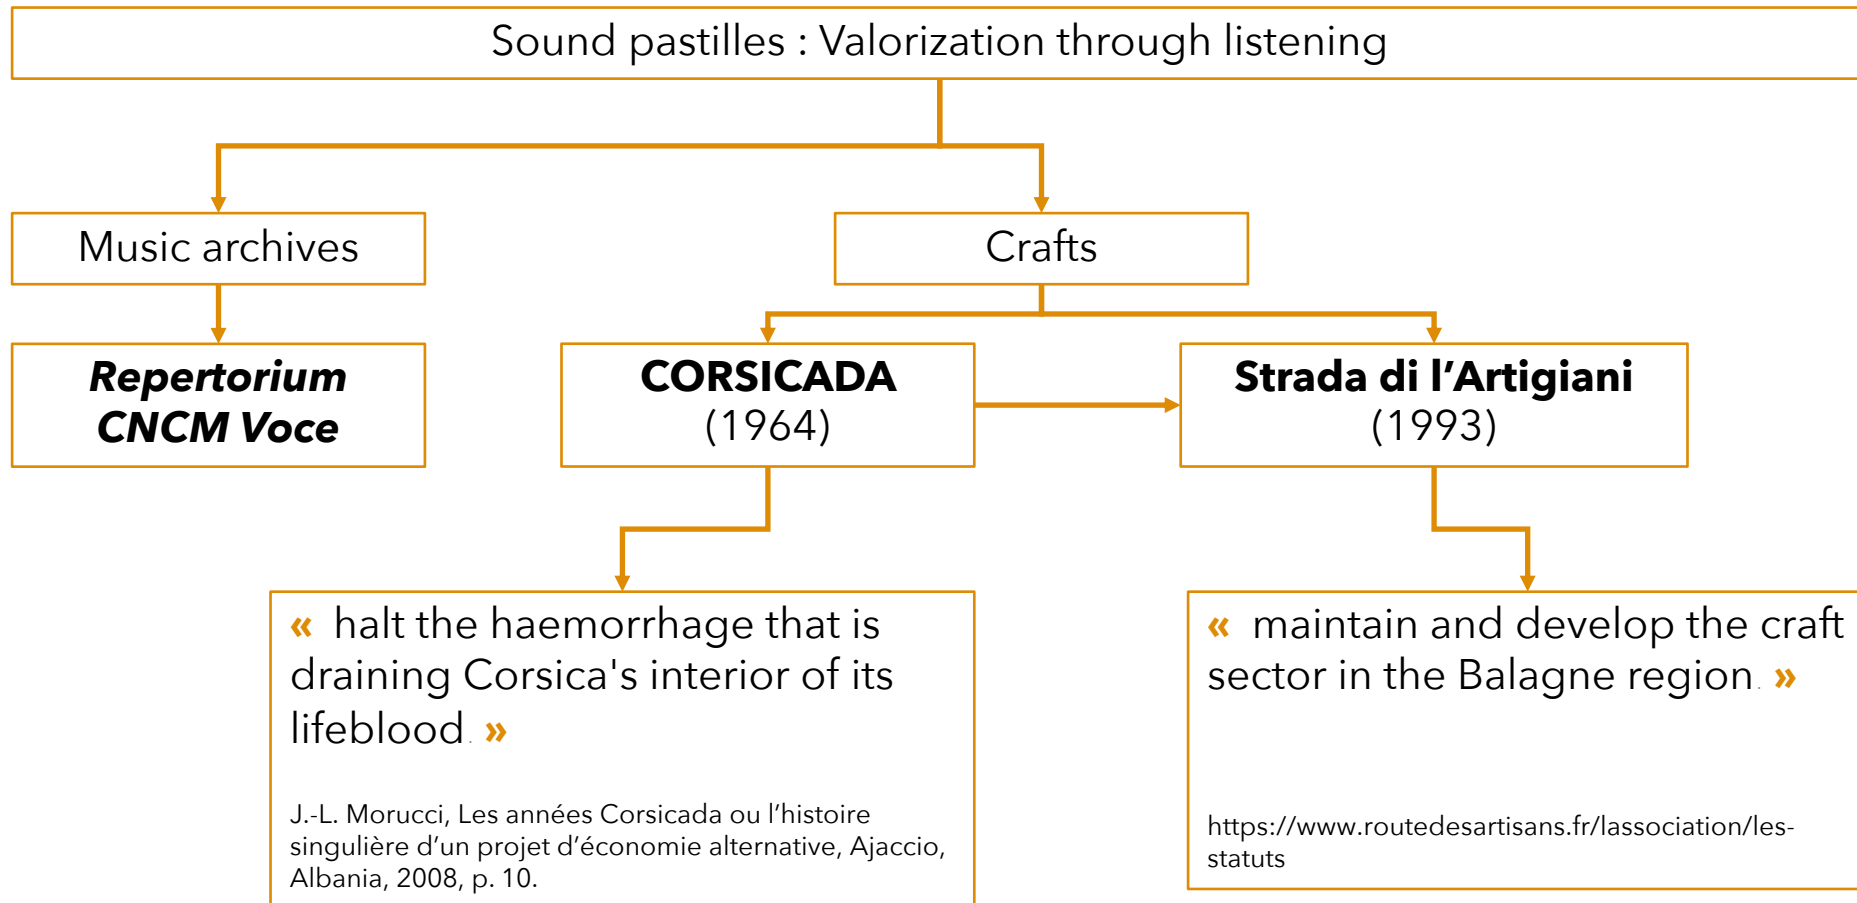 Sound pastilles : Valorization through listening
Music archives
Crafts
Repertorium
CNCM Voce
CORSICADA
(1964)
Strada di l’Artigiani
(1993)
« halt the haemorrhage that is
draining Corsica's interior of its
lifeblood. »
J.-L. Morucci, Les années Corsicada ou l’histoire
singulière d’un projet d’économie alternative, Ajaccio,
Albania, 2008, p. 10.
« maintain and develop the craft
sector in the Balagne region. »
https://www.routedesartisans.fr/lassociation/les-
statuts